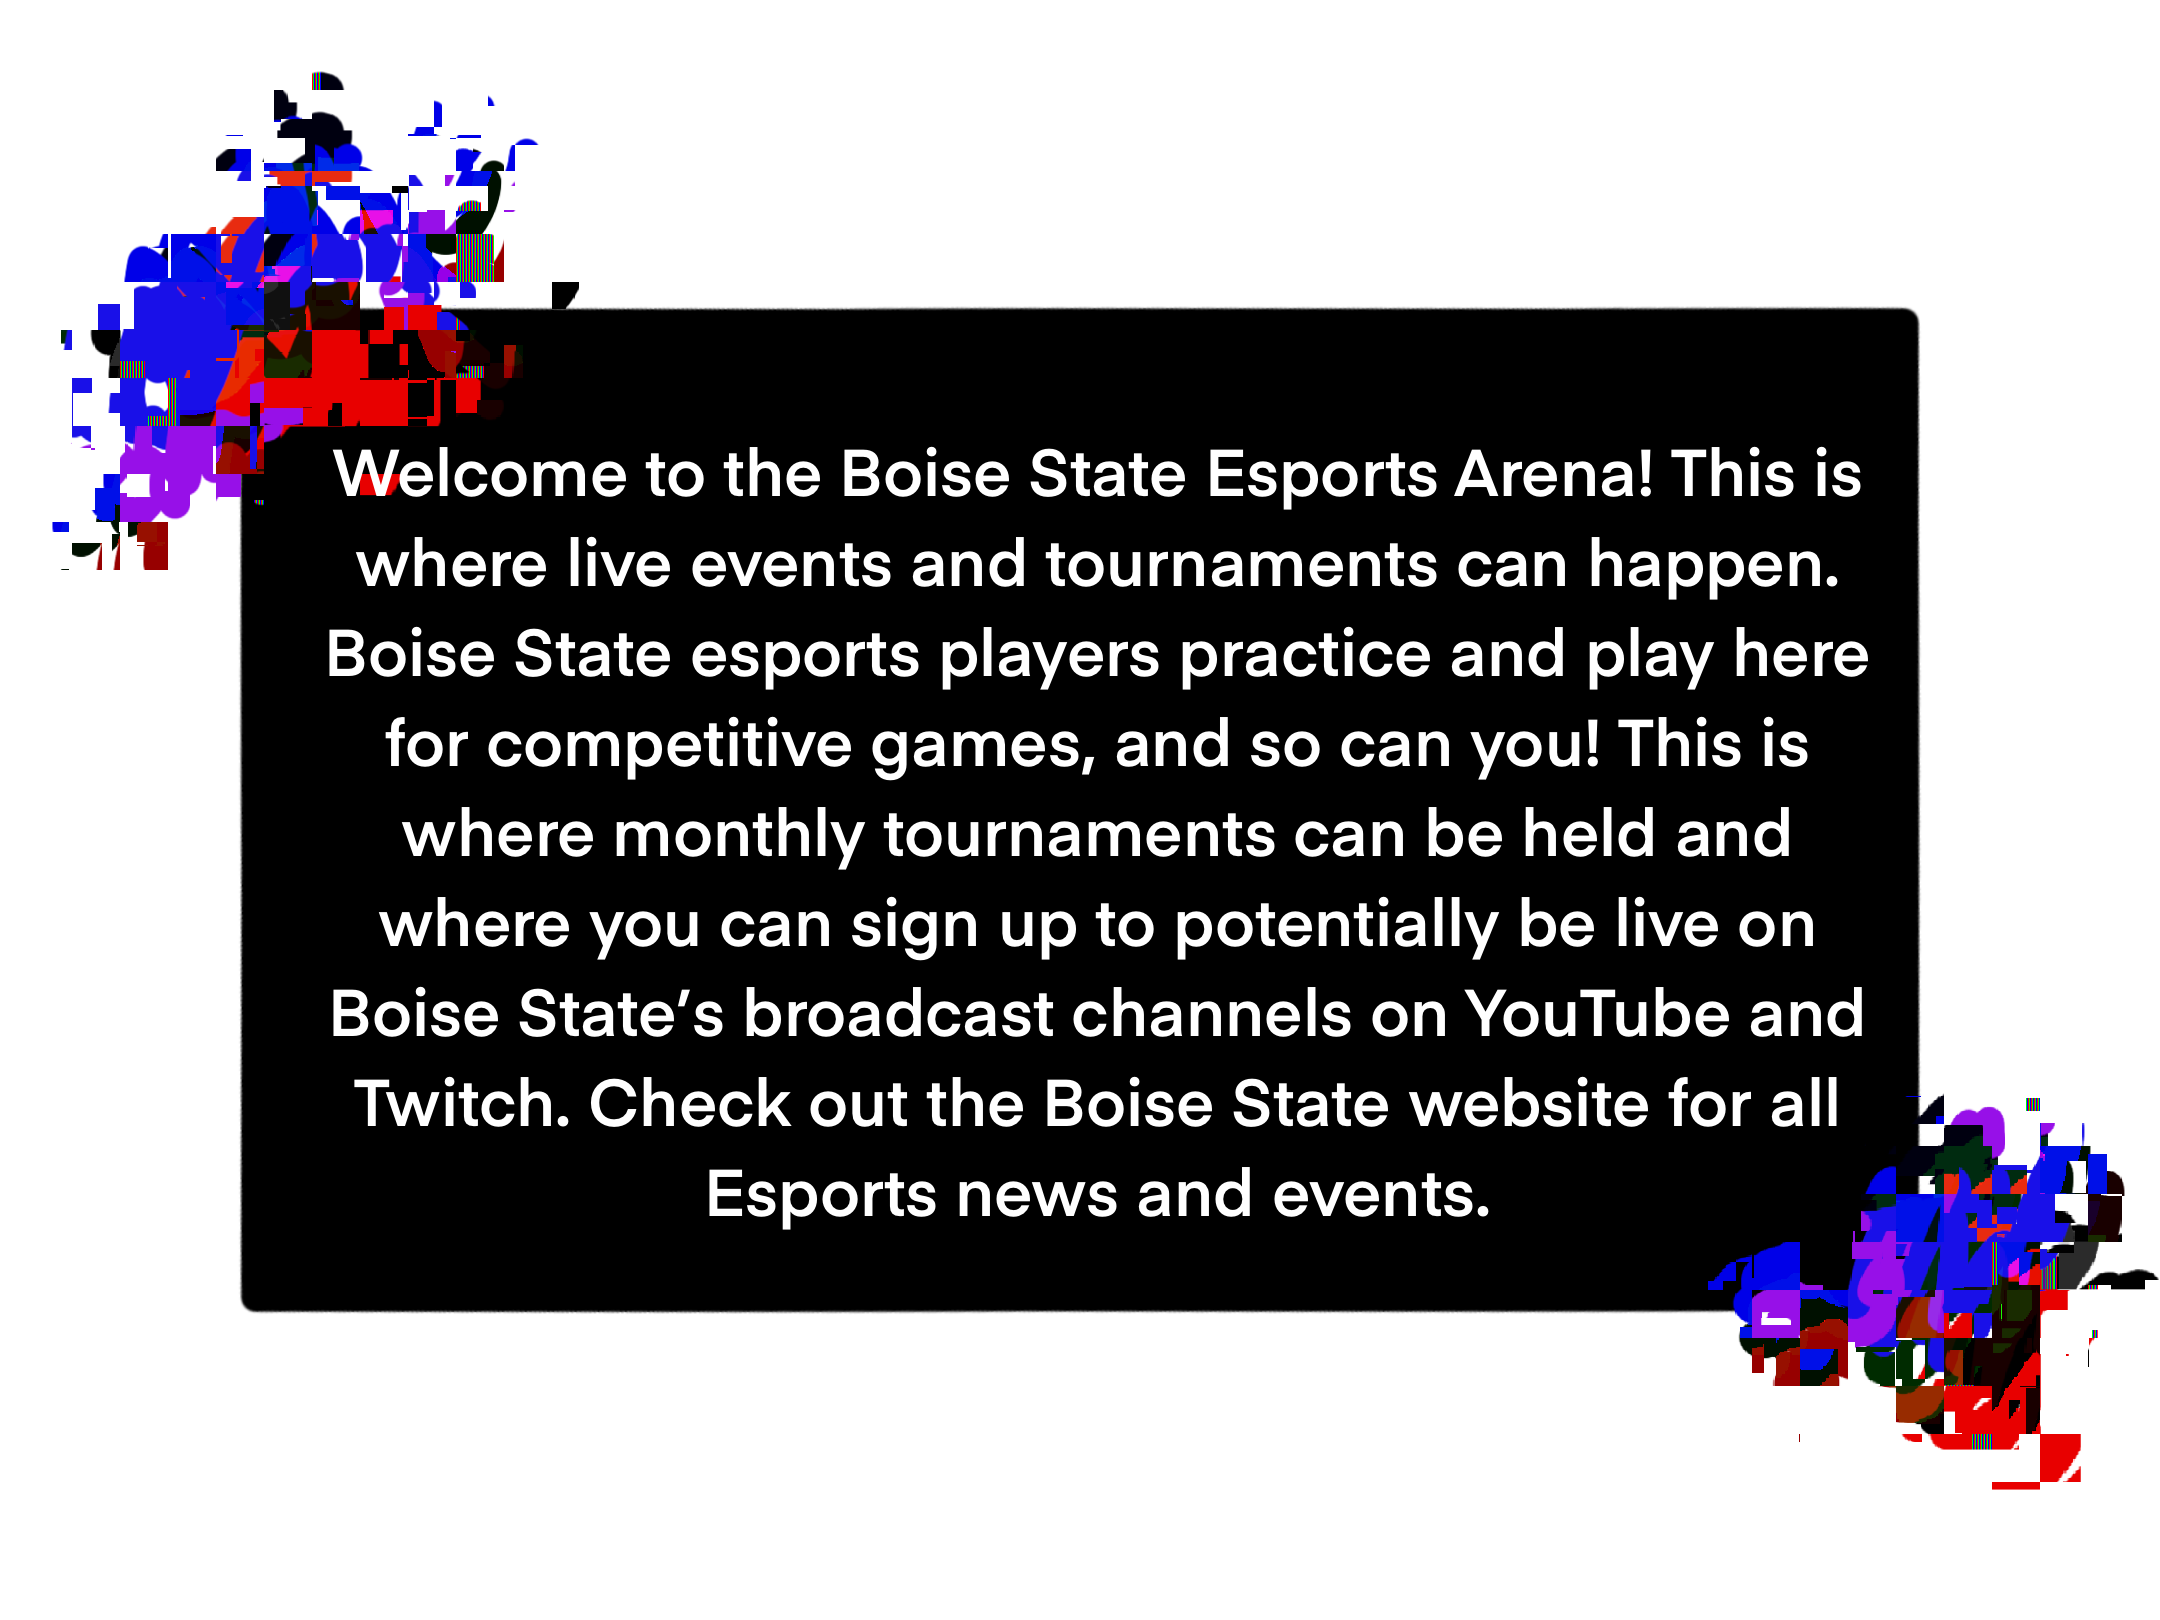 Welcome to the Boise State Esports Arena! This is
where live events and tournaments can happen.
Boise State esports players practice and play here
for competitive games, and so can you! This is
where monthly tournaments can be held and
where you can sign up to potentially be live on
Boise State’s broadcast channels on YouTube and
Twitch. Check out the Boise State website for all
Esports news and events.